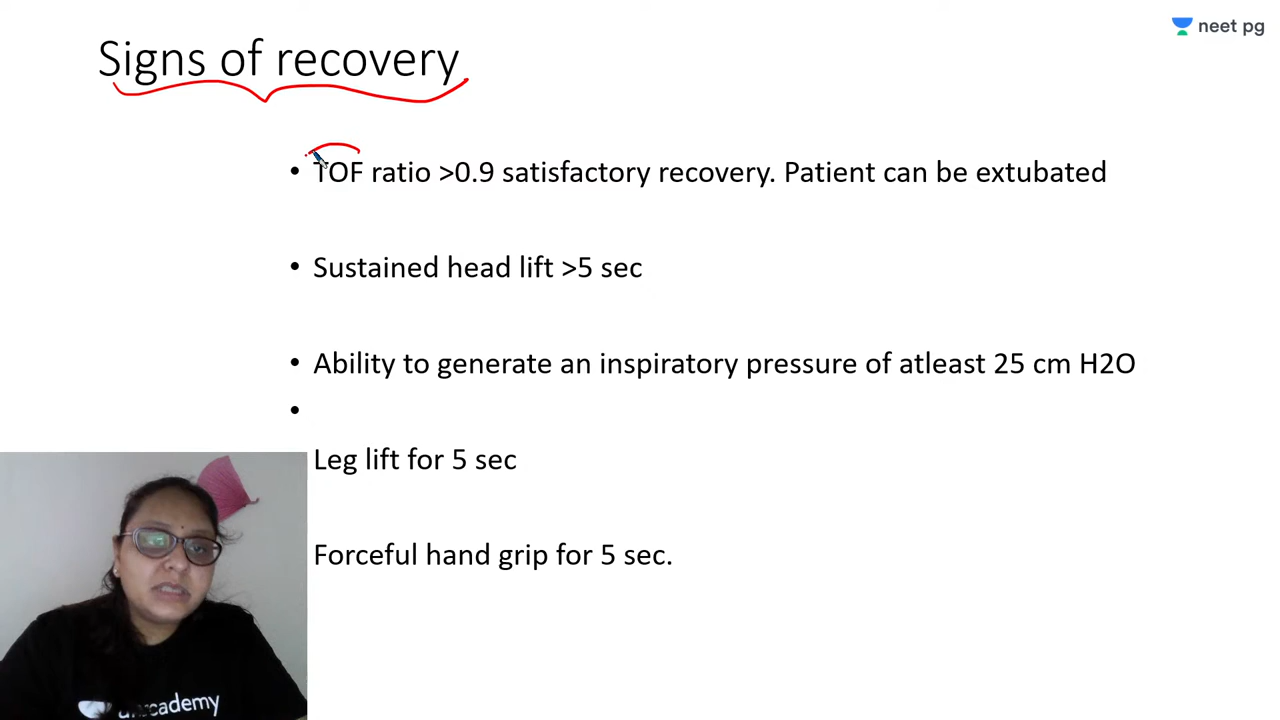 neet pg
Signs of recovery
• TOF ratio >0.9 satisfactory recovery. Patient can be extubated
• Sustained head lift >5 sec
• Ability to generate an inspiratory pressure of atleast 25 cm H2O
•
Leg lift for 5 sec
Forceful hand grip for 5 sec.